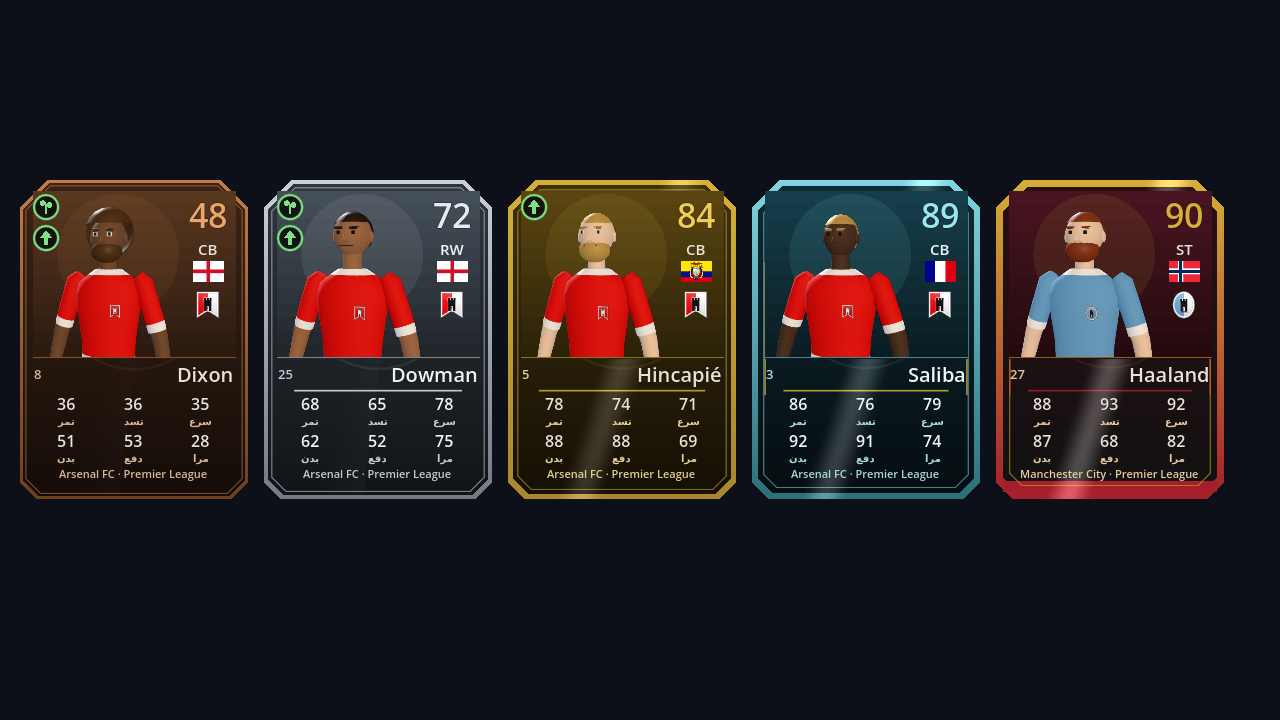 48
CB
Dixon 8
35 36 36
سرع تسد تمر
28 53 51
مرا دفع بدن
Arsenal FC · Premier League
72
RW
Dowman 25
78 65 68
سرع تسد تمر
75 52 62
مرا دفع بدن
Arsenal FC · Premier League
84
CB
Hincapié 5
71 74 78
سرع تسد تمر
69 88 88
مرا دفع بدن
Arsenal FC · Premier League
89
CB
Saliba 3
79 76 86
سرع تسد تمر
74 91 92
مرا دفع بدن
Arsenal FC · Premier League
90
ST
Haaland 27
92 93 88
سرع تسد تمر
82 68 87
مرا دفع بدن
Manchester City · Premier League